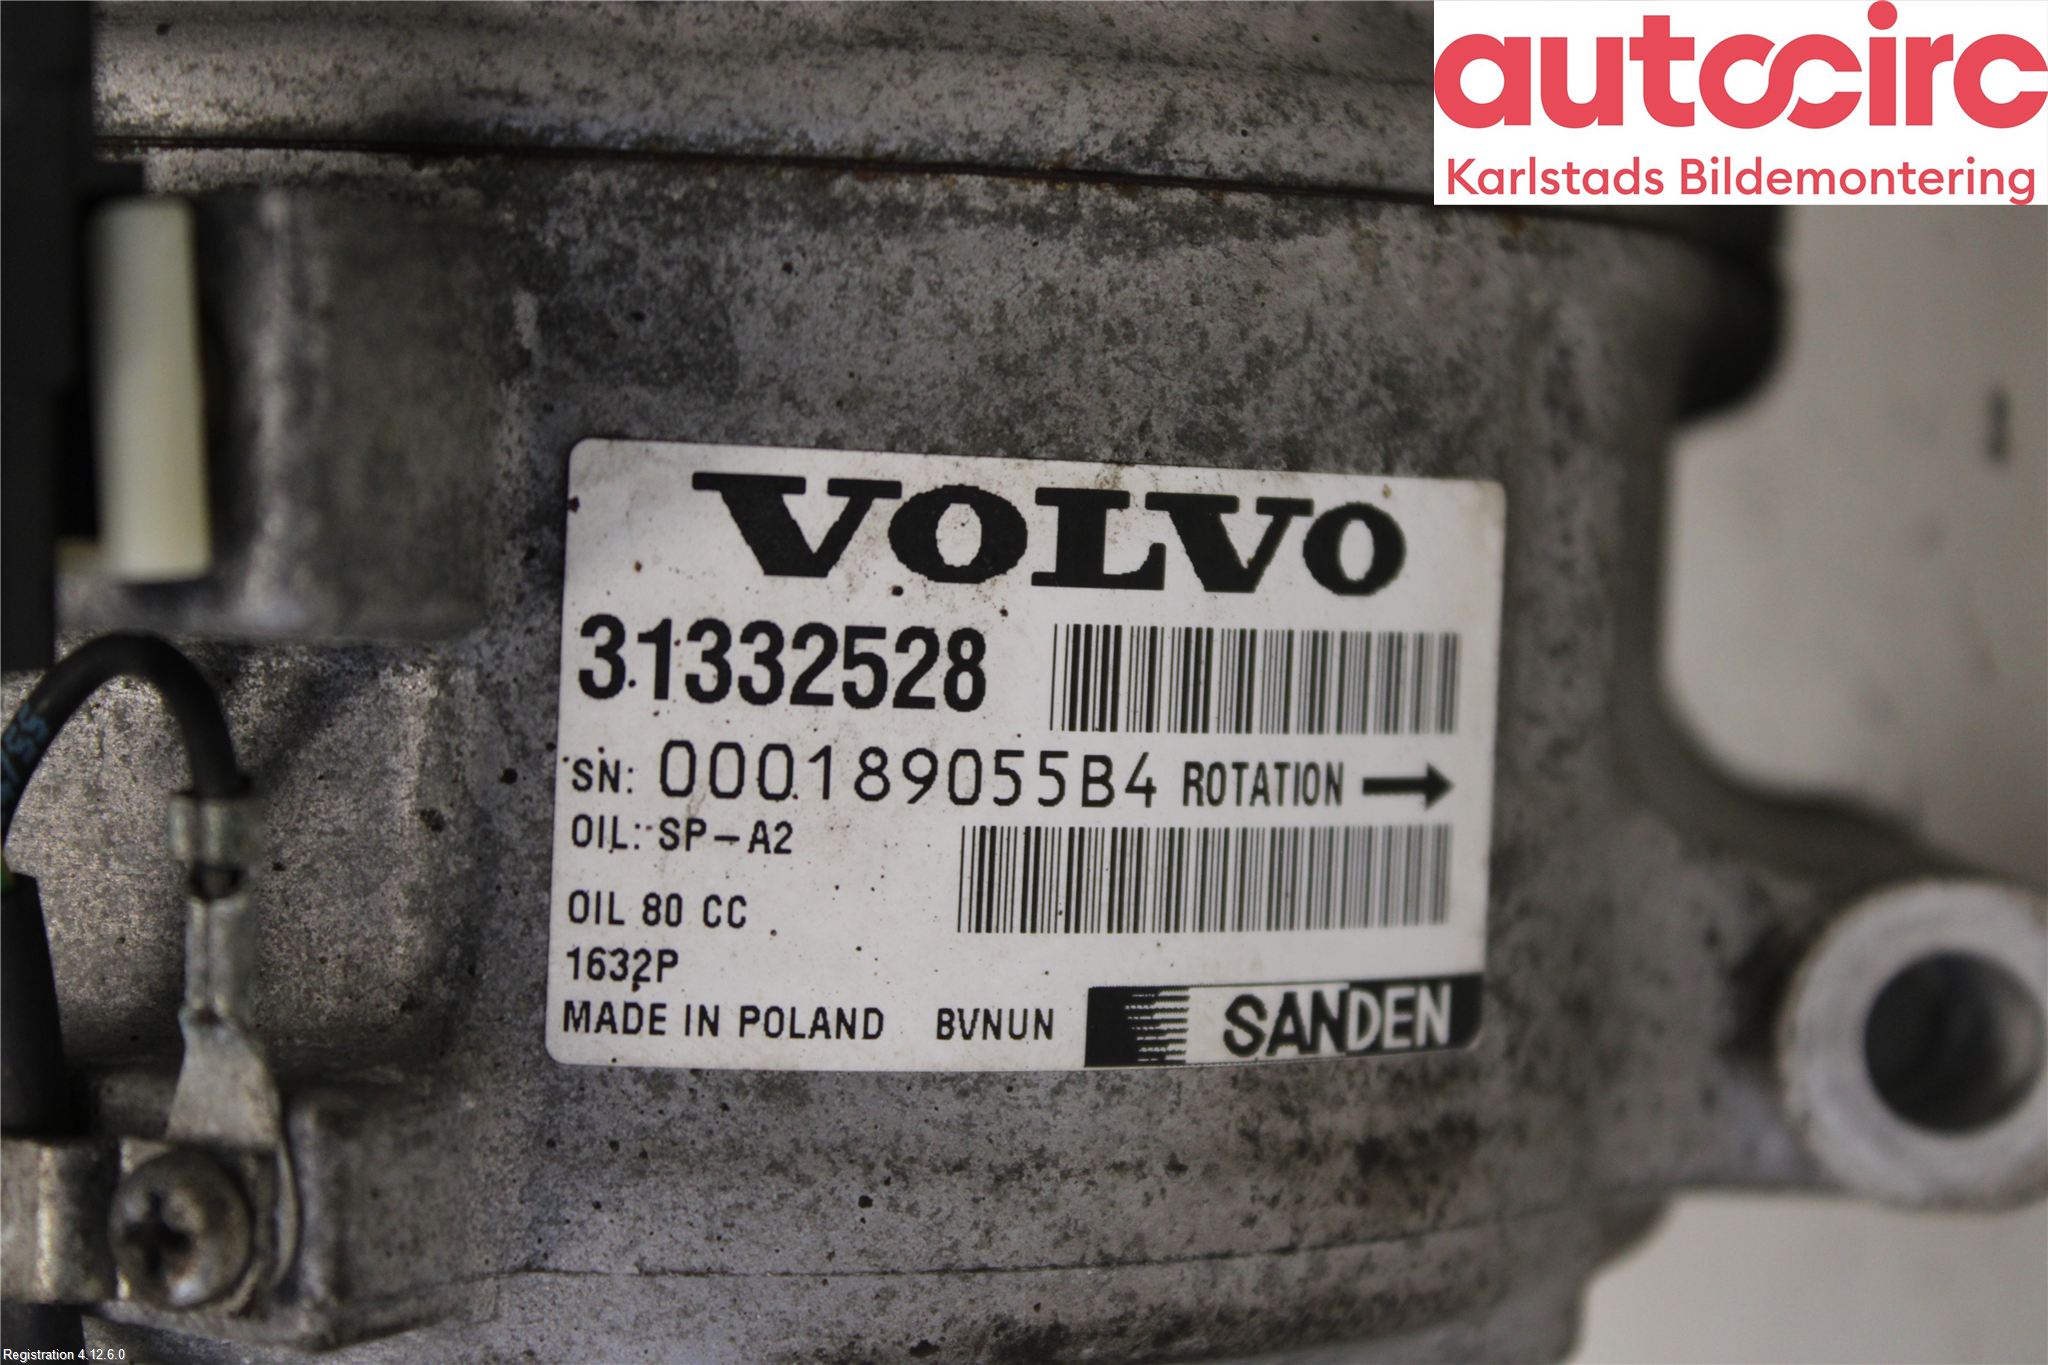 autocirc
Karlstads Bildemontering
VOLVO
31332528
SN: 000189055B4 ROTATION
OIL: SP-A2
OIL 80 CC
1632P
MADE IN POLAND BVNUN SANDEN
Registration 4.12.6.0